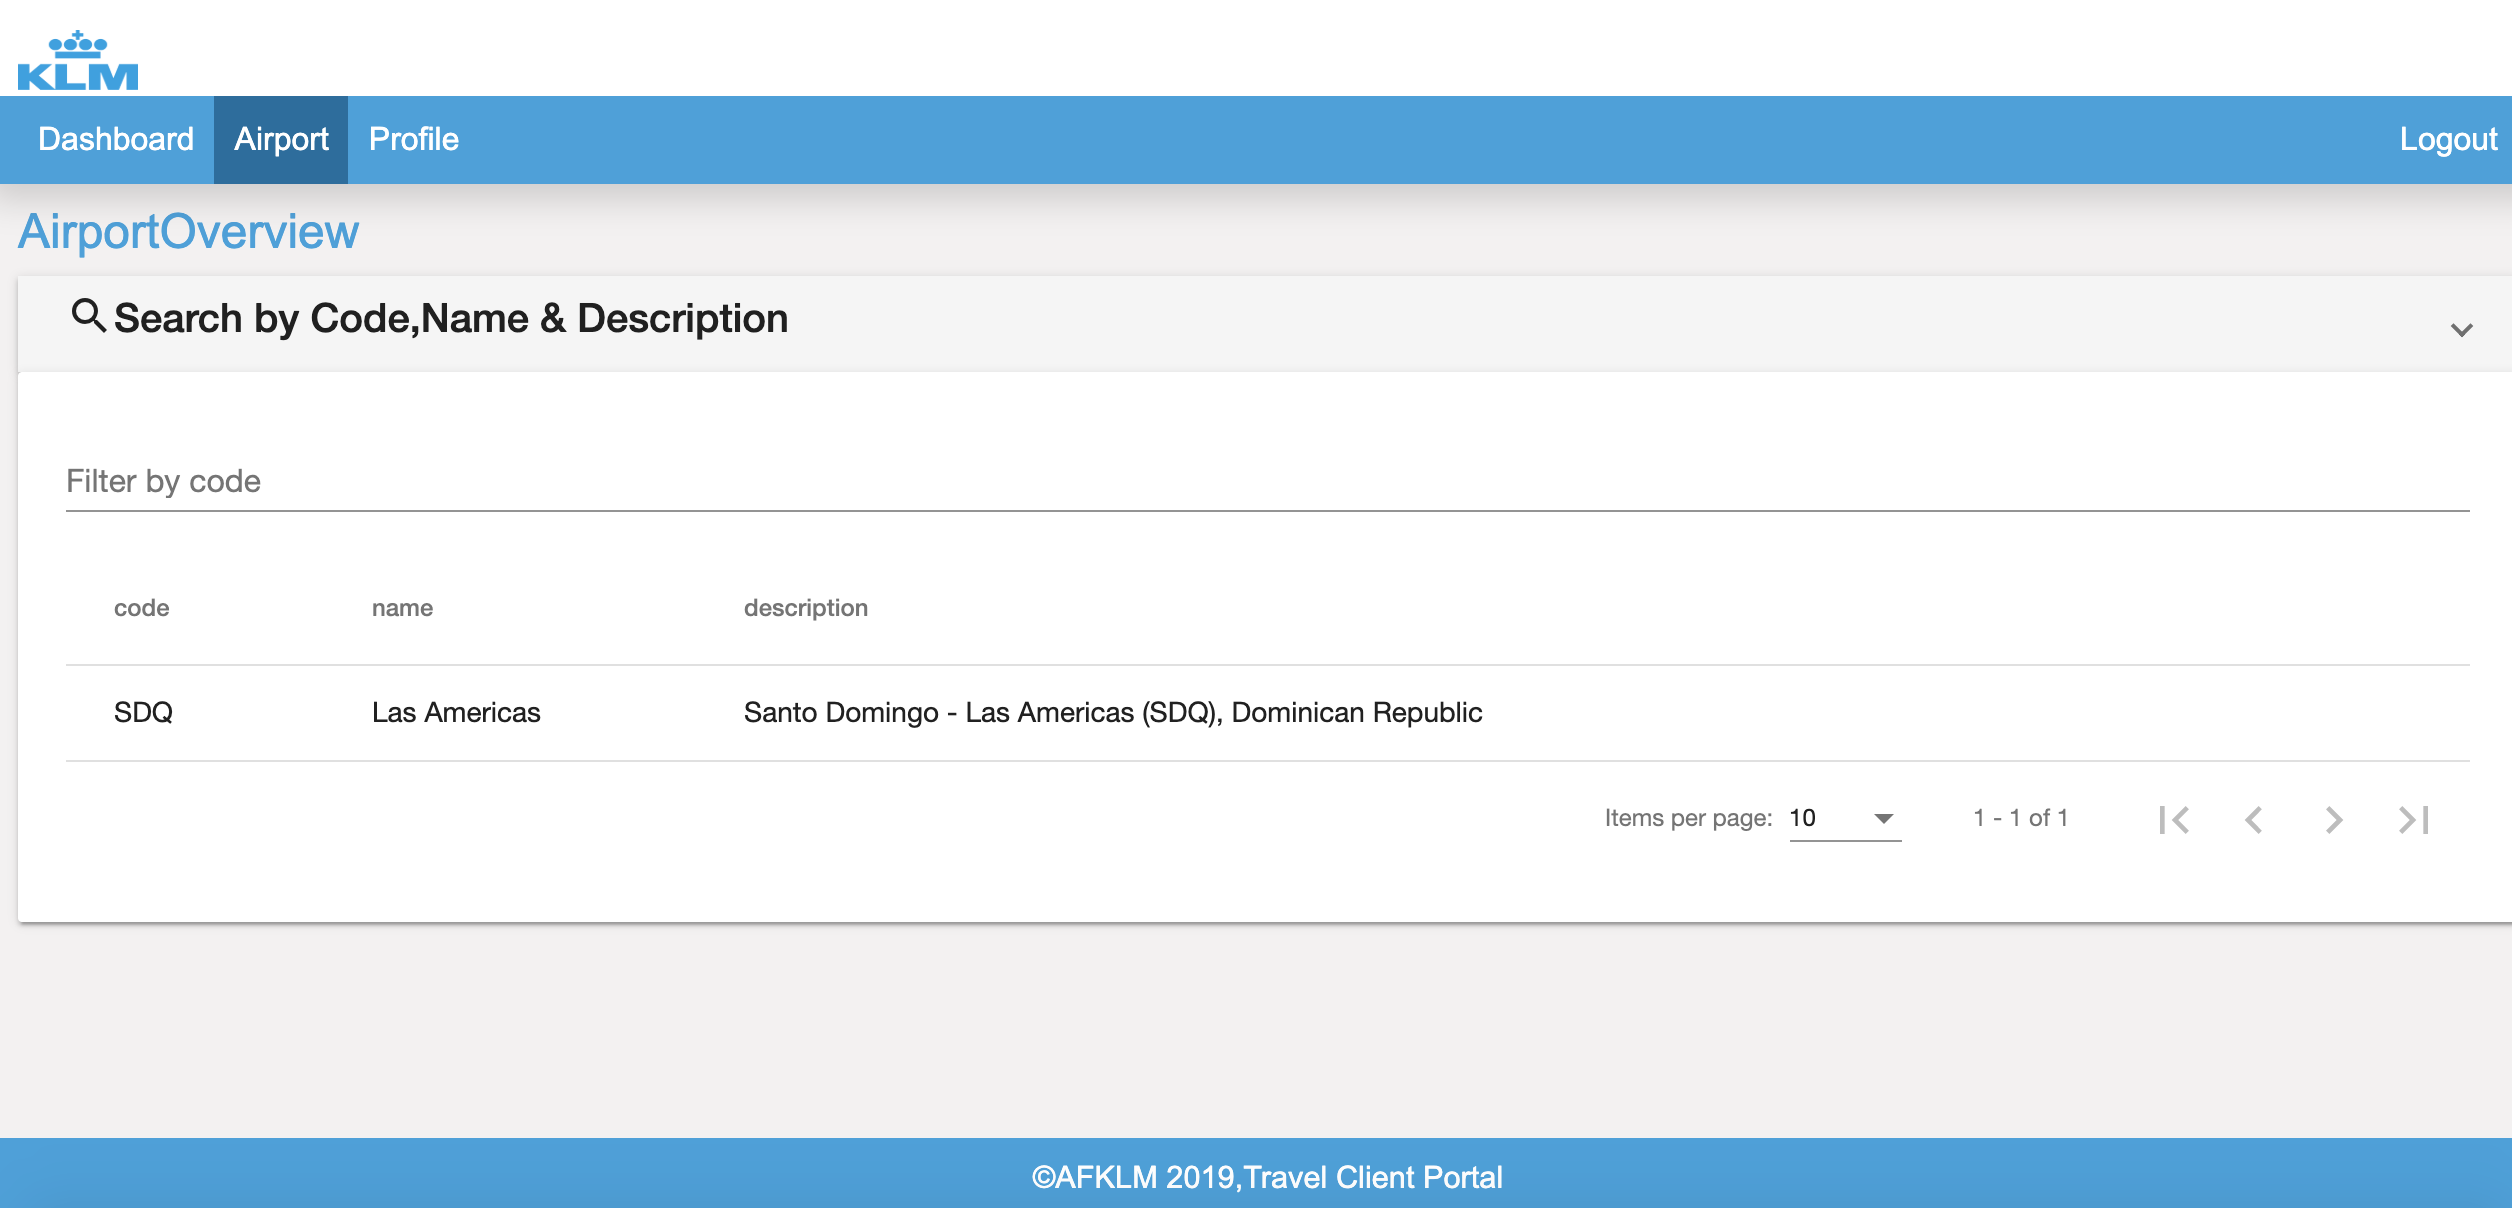 KLM
Dashboard Airport Profile Logout
AirportOverview
Search by Code,Name & Description
Filter by code
code name description
SDQ Las Americas Santo Domingo - Las Americas (SDQ), Dominican Republic
Items per page: 10 1 - 1 of 1
©AFKLM 2019,Travel Client Portal